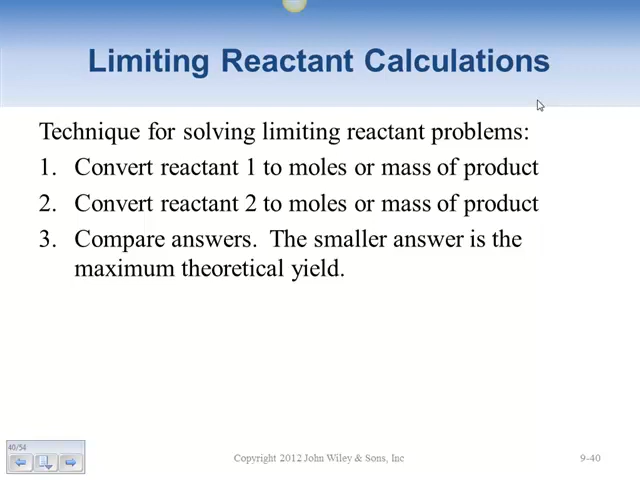 Limiting Reactant Calculations
Technique for solving limiting reactant problems:
1. Convert reactant 1 to moles or mass of product
2. Convert reactant 2 to moles or mass of product
3. Compare answers. The smaller answer is the
maximum theoretical yield.
40/54
Copyright 2012 John Wiley & Sons, Inc
9-40